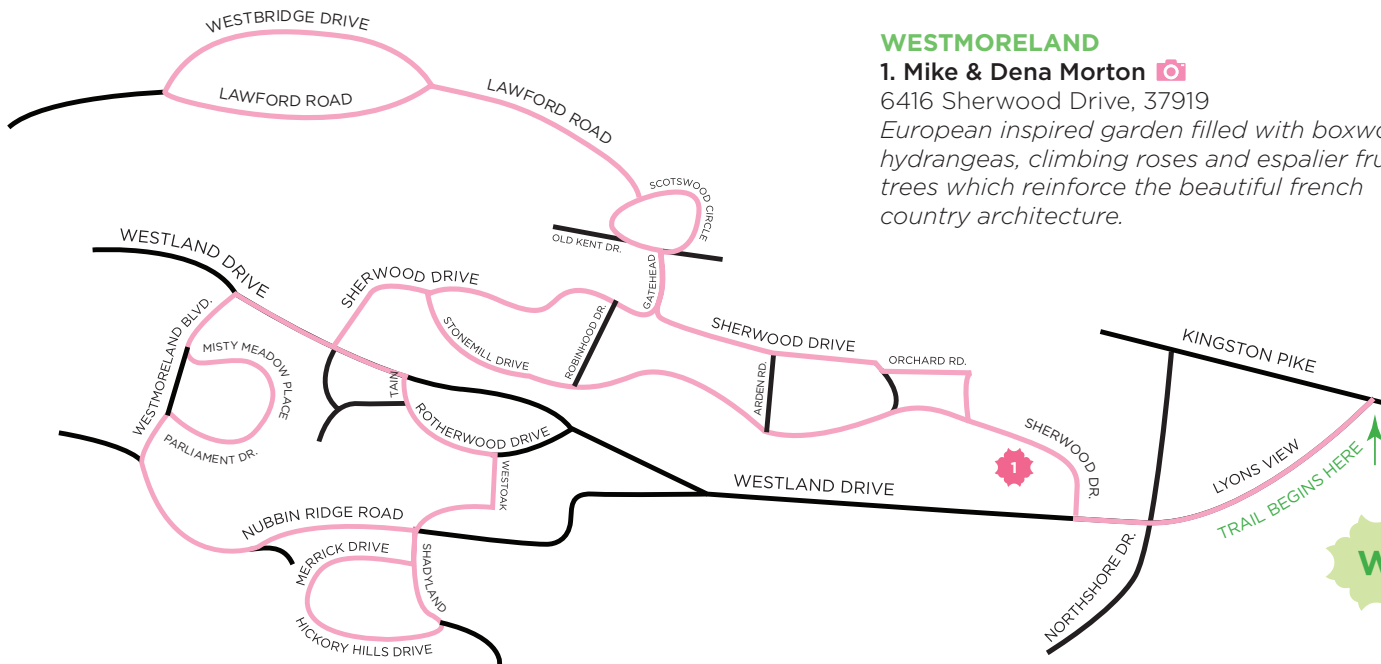 WESTBRIDGE DRIVE
LAWFORD ROAD
LAWFORD ROAD
WESTMORELAND
1. Mike & Dena Morton
6416 Sherwood Drive, 37919
European inspired garden filled with
hydrangeas, climbing roses and espalier
trees which reinforce the beautiful french
country architecture.
SCOTSWOOD CIRCLE
OLD KENT DR.
GATEHEAD
WESTLAND DRIVE
SHERWOOD DRIVE
STONEMILL DRIVE
ROBINHOOD DR.
SHERWOOD DRIVE
ORCHARD RD.
ARDEN RD.
KINGSTON PIKE
WESTMORELAND BLVD.
MISTY MEADOW PLACE
PARLIAMENT DR.
TAIN
ROTHERWOOD DRIVE
WESTOAK
SHERWOOD DR.
1
WESTLAND DRIVE
LYONS VIEW
TRAIL BEGINS HERE
NUBBIN RIDGE ROAD
MERRICK DRIVE
SHADYLAND
HICKORY HILLS DRIVE
NORTHSHORE DR.